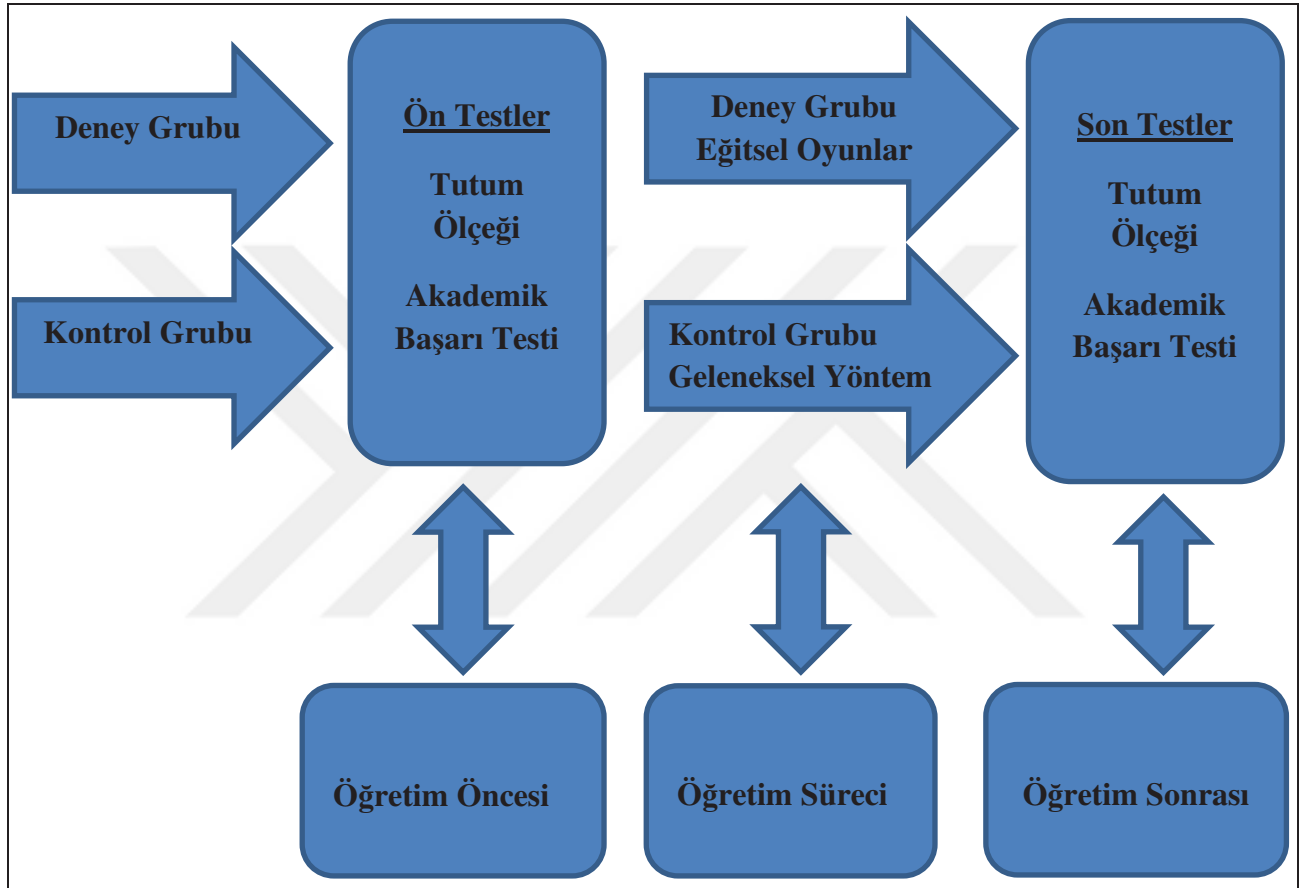 Deney Grubu
Kontrol Grubu
Ön Testler
Tutum
Ölçeği
Akademik
Başarı Testi
Deney Grubu
Eğitsel Oyunlar
Kontrol Grubu
Geleneksel Yöntem
Son Testler
Tutum
Ölçeği
Akademik
Başarı Testi
Öğretim Öncesi
Öğretim Süreci
Öğretim Sonrası